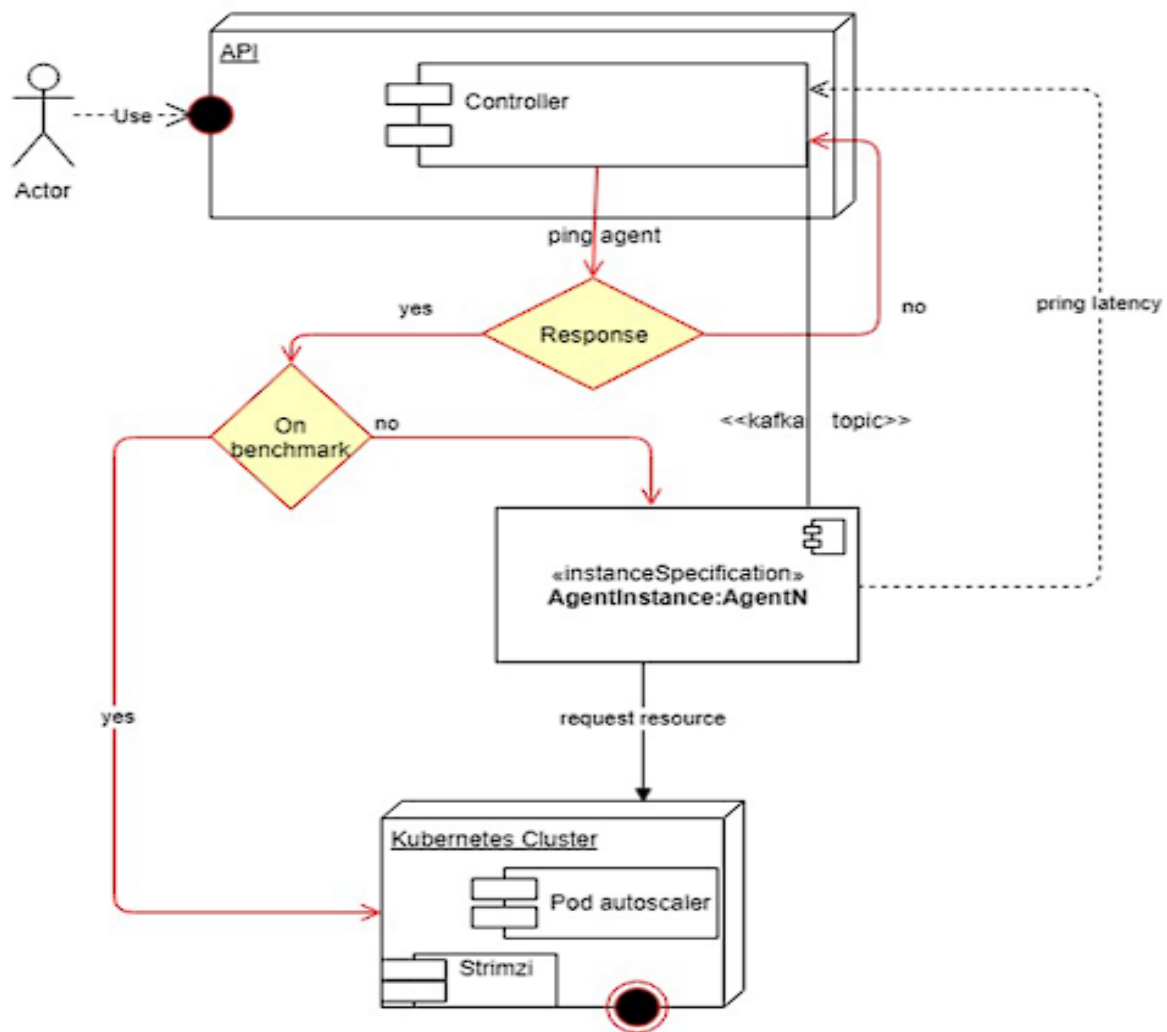 API
Controller
Use
Actor
ping agent
yes
Response
no
pring latency
On
benchmark
no
<<kafka topic>>
«instanceSpecification»
AgentInstance:AgentN
yes
request resource
Kubernetes Cluster
Pod autoscaler
Strimzi